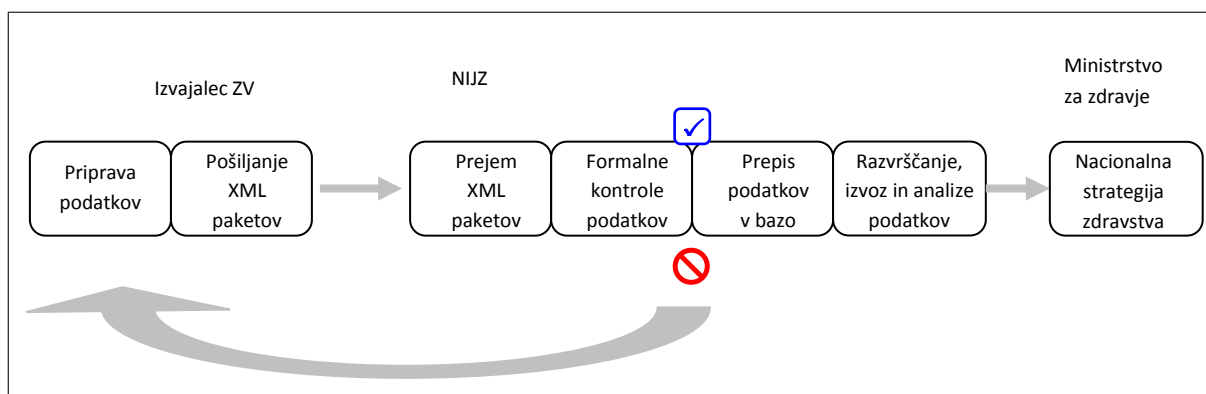 Izvajalec ZV
NIJZ
Ministrstvo
za zdravje
Priprava
podatkov
Pošiljanje
XML
paketov
Prejem
XML
paketov
Formalne
kontrole
podatkov
Prepis
podatkov
v bazo
Razvrščanje,
izvoz in analize
podatkov
Nacionalna
strategija
zdravstva